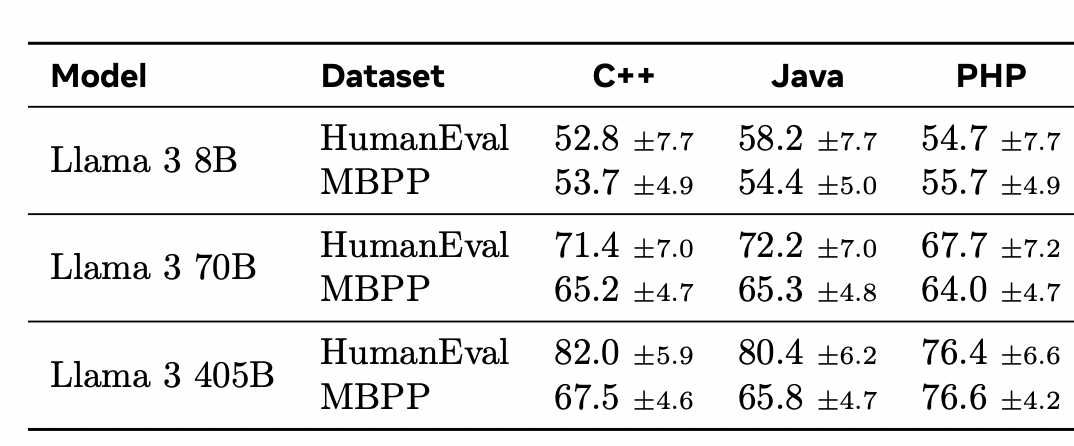 Model Dataset C++ Java PHP
Llama 3 8B HumanEval 52.8 ±7.7 58.2 ±7.7 54.7 ±7.7
MBPP 53.7 ±4.9 54.4 ±5.0 55.7 ±4.9
Llama 3 70B HumanEval 71.4 ±7.0 72.2 ±7.0 67.7 ±7.2
MBPP 65.2 ±4.7 65.3 ±4.8 64.0 ±4.7
Llama 3 405B HumanEval 82.0 ±5.9 80.4 ±6.2 76.4 ±6.6
MBPP 67.5 ±4.6 65.8 ±4.7 76.6 ±4.2